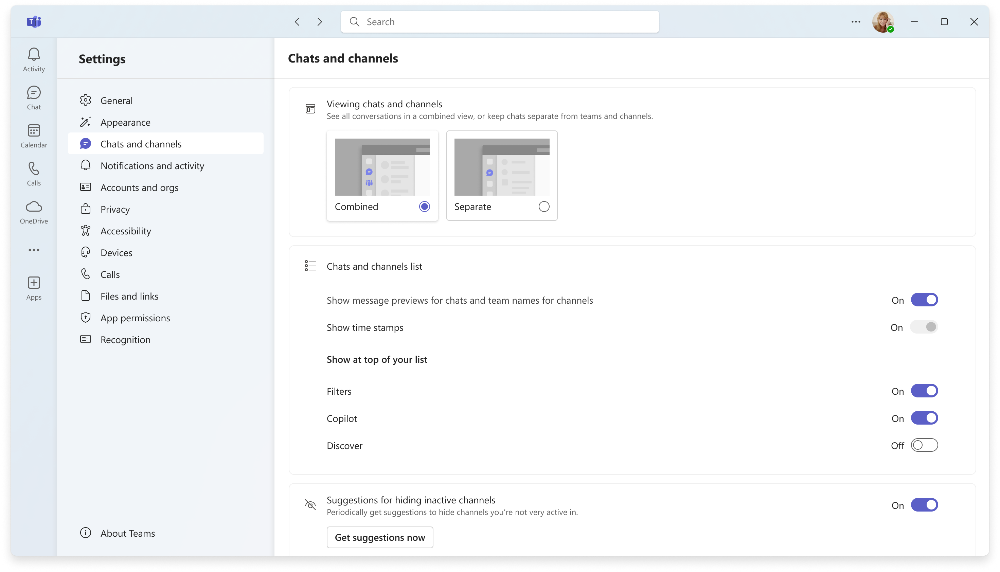 T
Search
Activity
Chat
Calendar
Calls
OneDrive
Apps
Settings
General
Appearance
Chats and channels
Notifications and activity
Accounts and orgs
Privacy
Accessibility
Devices
Calls
Files and links
App permissions
Recognition
About Teams
Chats and channels
Viewing chats and channels
See all conversations in a combined view, or keep chats separate from teams and channels.
Combined
Separate
Chats and channels list
Show message previews for chats and team names for channels
On
Show time stamps
On
Show at top of your list
Filters
On
Copilot
On
Discover
Off
Suggestions for hiding inactive channels
On
Periodically get suggestions to hide channels you’re not very active in.
Get suggestions now